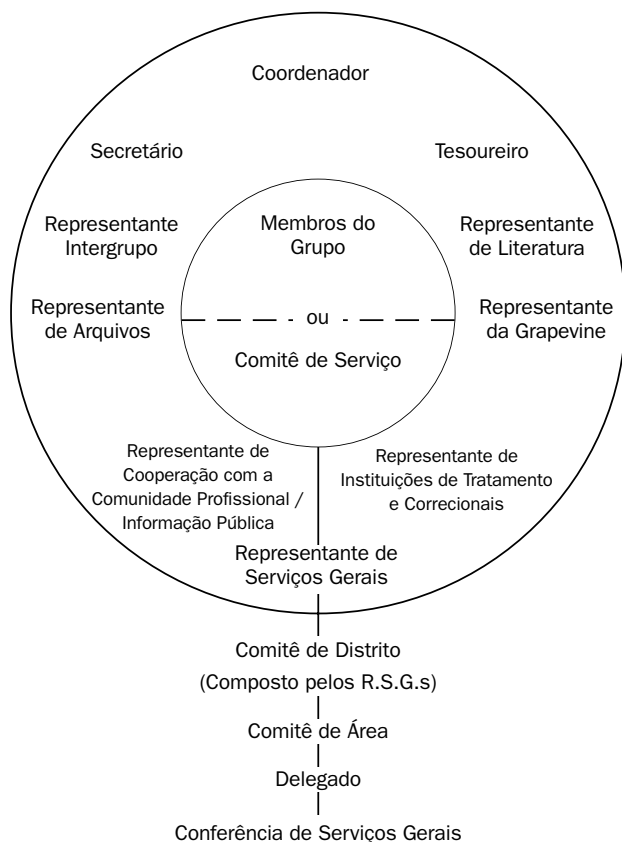 Coordenador
Secretário
Tesoureiro
Representante
Intergrupo
Membros do
Grupo
Representante
de Literatura
Representante
de Arquivos
ou
Representante
da Grapevine
Comitê de Serviço
Representante de
Cooperação com a
Comunidade Profissional /
Informação Pública
Representante de
Instituições de Tratamento
e Correcionais
Representante de
Serviços Gerais
Comitê de Distrito
(Composto pelos R.S.G.s)
Comitê de Área
Delegado
Conferência de Serviços Gerais